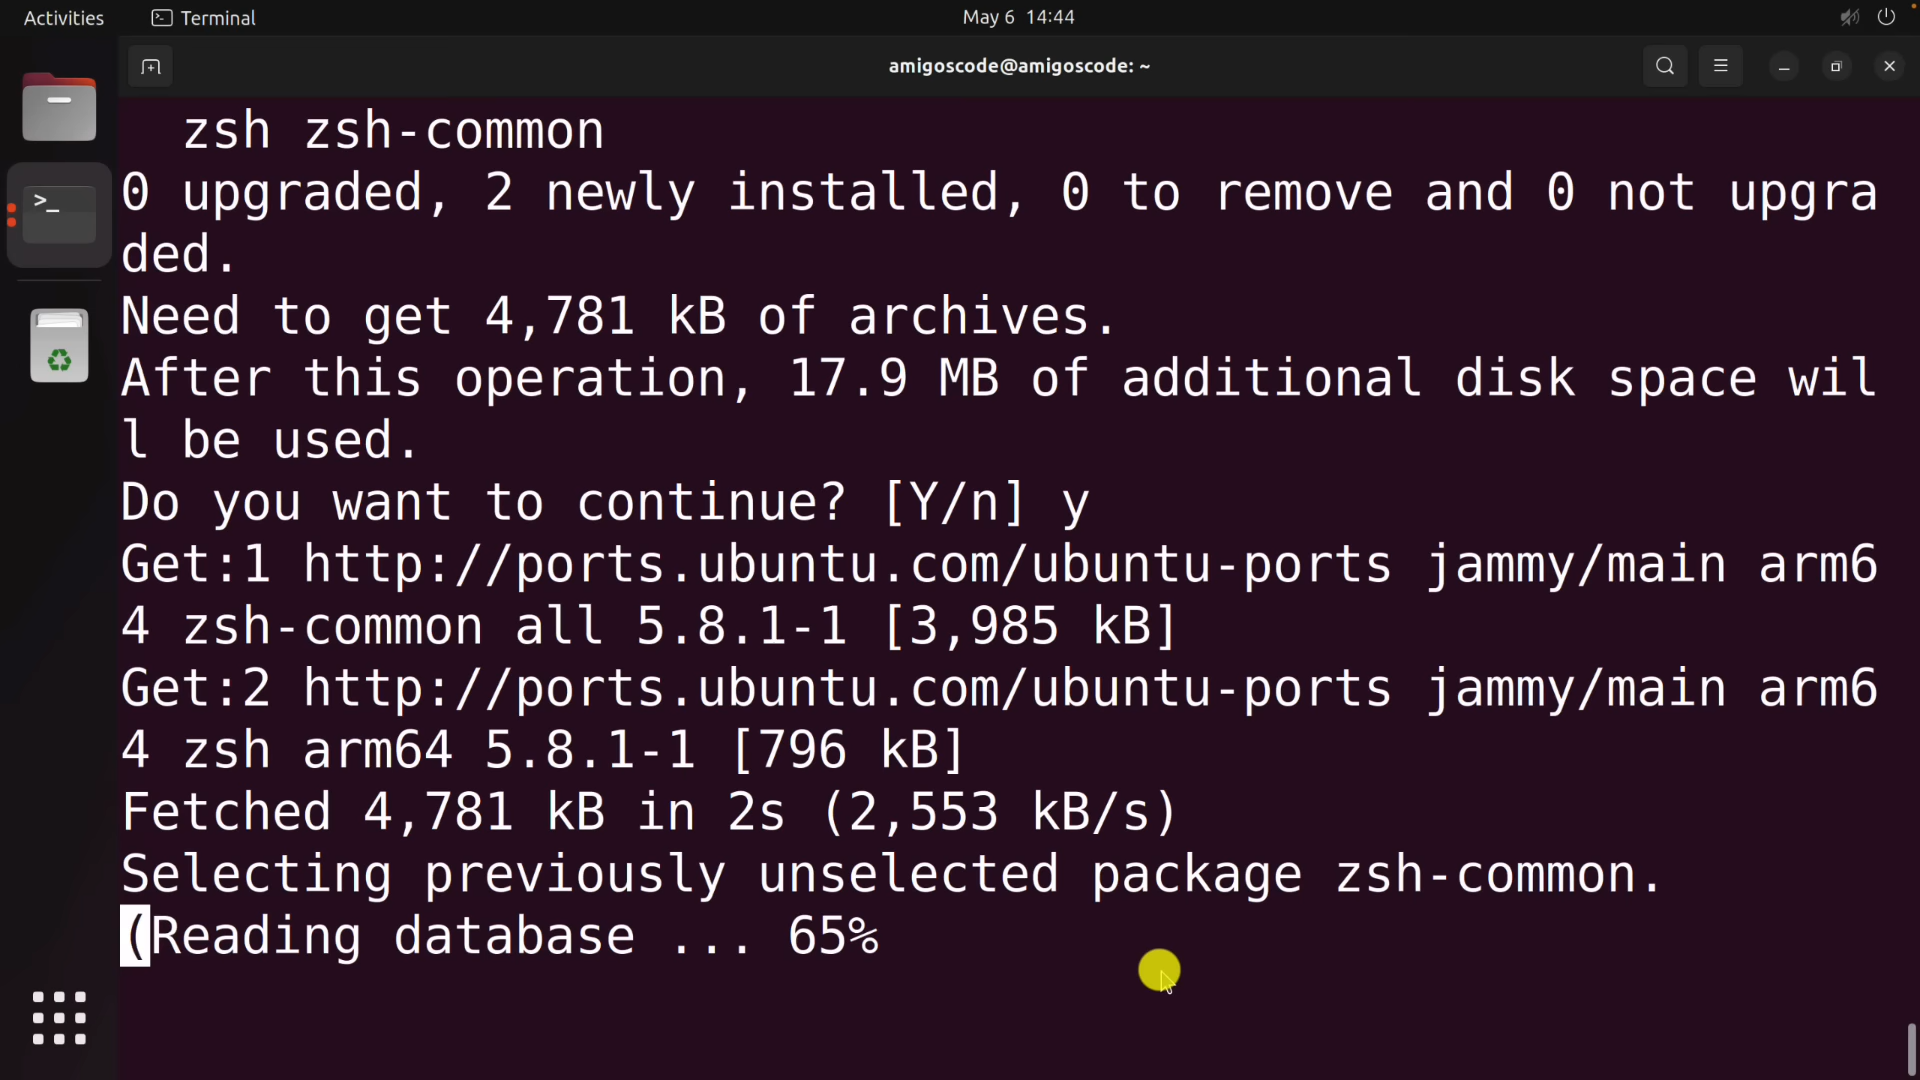 Activities
Terminal
May 6 14:44
amigoscode@amigoscode: ~
zsh zsh-common
0 upgraded, 2 newly installed, 0 to remove and 0 not upgra
ded.
Need to get 4,781 kB of archives.
After this operation, 17.9 MB of additional disk space wil
l be used.
Do you want to continue? [Y/n] y
Get:1 http://ports.ubuntu.com/ubuntu-ports jammy/main arm6
4 zsh-common all 5.8.1-1 [3,985 kB]
Get:2 http://ports.ubuntu.com/ubuntu-ports jammy/main arm6
4 zsh arm64 5.8.1-1 [796 kB]
Fetched 4,781 kB in 2s (2,553 kB/s)
Selecting previously unselected package zsh-common.
(Reading database ... 65%